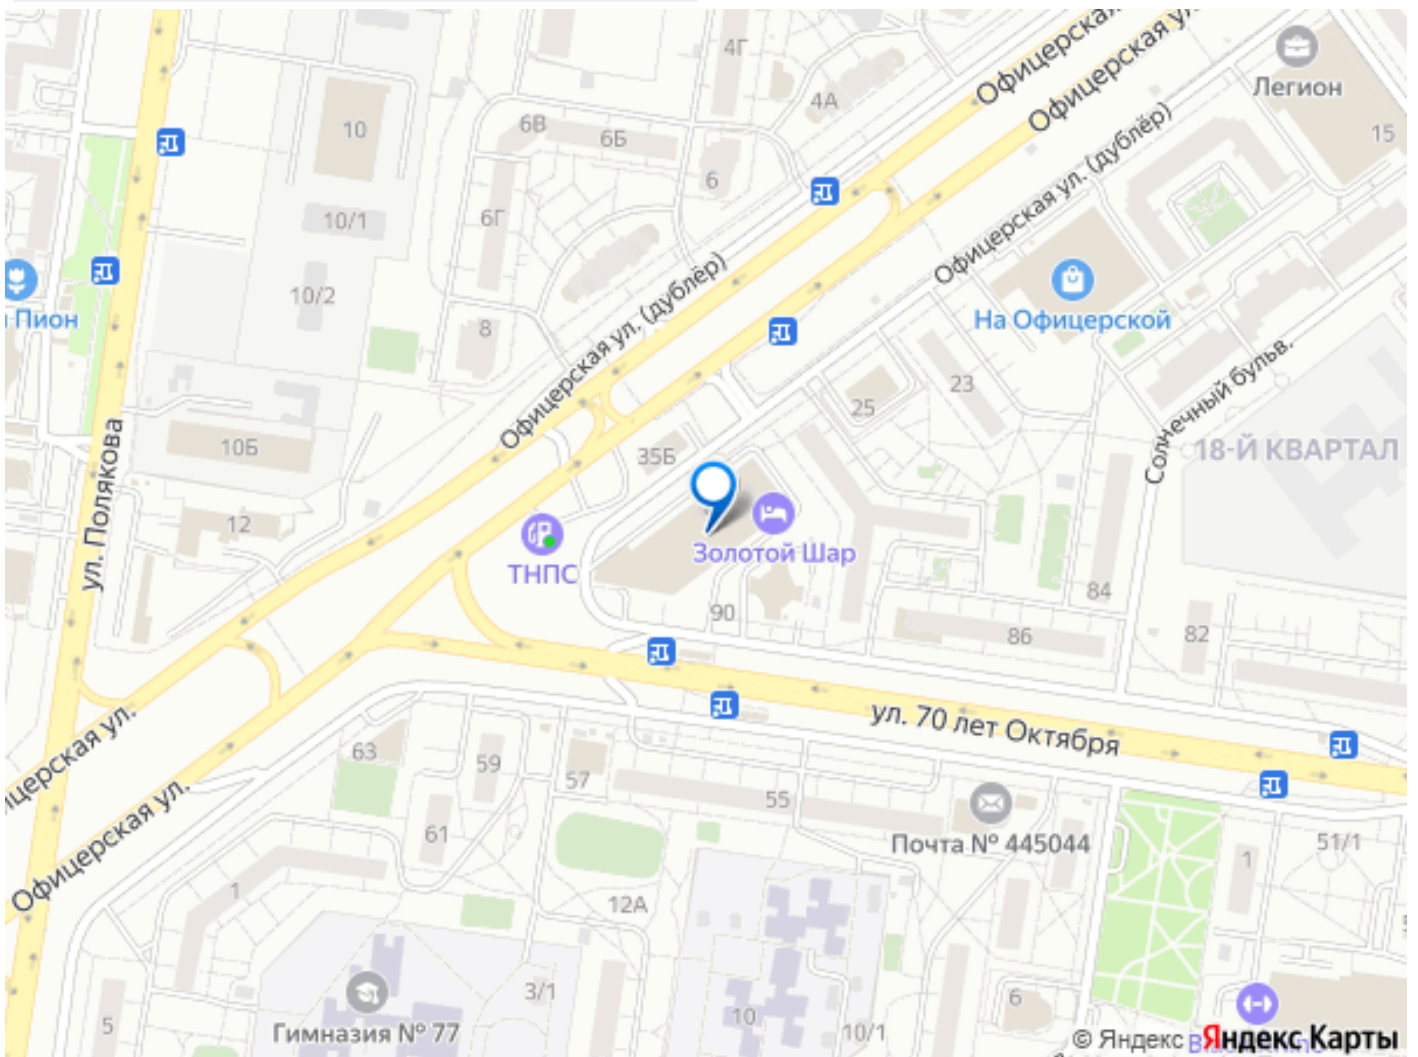 Офицерская
Офицерская ул.
4Г
Легион
4А
10
6В
6Б
15
Офицерская ул. (дублёр)
6
6Г
10/1
Офицерская ул. (дублёр)
10/2
Пион
На Офицерской
8
23
Солнечный бульв.
25
ул. Полякова
10Б
35Б
18-Й КВАРТАЛ
12
Золотой Шар
ТНПС
84
90
86
82
ул. 70 лет Октября
Офицерская ул.
63
59
57
55
Офицерская ул.
61
Почта № 445044
51/1
1
1
12А
3/1
6
5
Гимназия № 77
10
10/1
© Яндекс Яндекс Карты